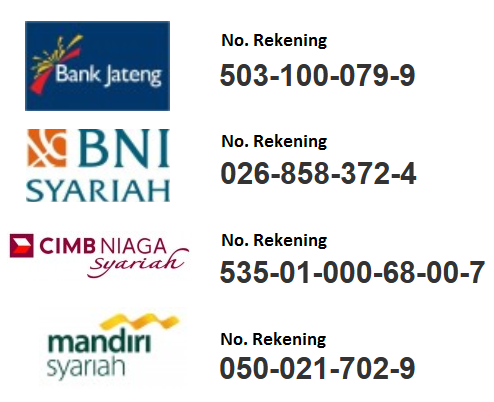 Bank Jateng
No. Rekening
503-100-079-9
BNI
SYARIAH
No. Rekening
026-858-372-4
CIMB NIAGA
syariah
No. Rekening
535-01-000-68-00-7
mandiri
syariah
No. Rekening
050-021-702-9